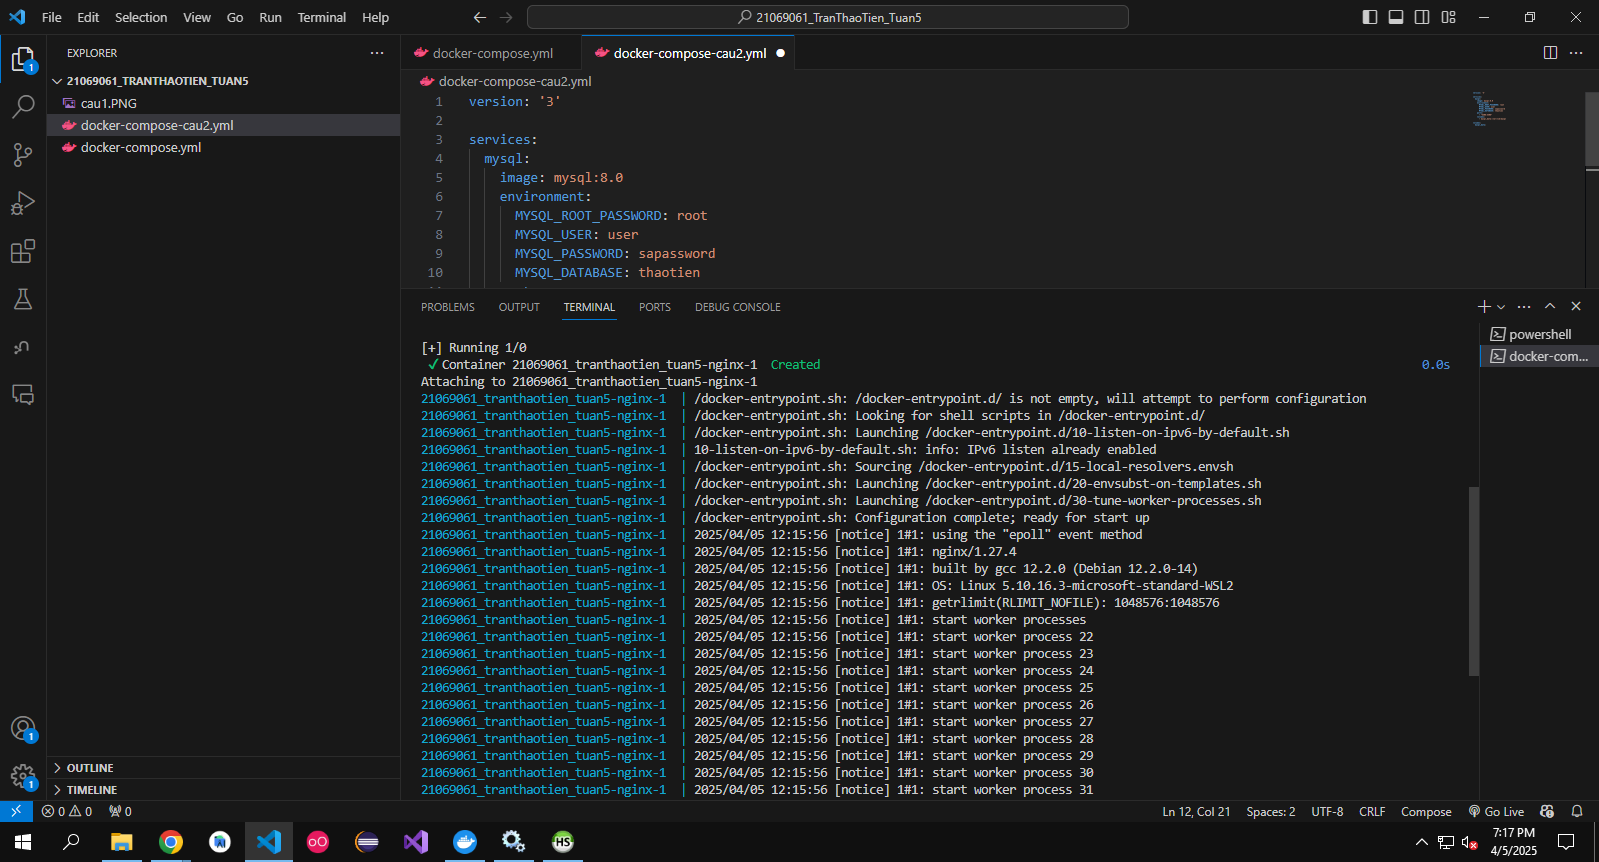 File Edit Selection View Go Run Terminal Help
21069061_TranThaoTien_Tuan5
EXPLORER
21069061_TRANTHAOTIEN_TUAN5
cau1.PNG
docker-compose-cau2.yml
docker-compose.yml
OUTLINE
TIMELINE
docker-compose.yml
docker-compose-cau2.yml
docker-compose-cau2.yml
1 version: '3'
2
3 services:
4 mysql:
5 image: mysql:8.0
6 environment:
7 MYSQL_ROOT_PASSWORD: root
8 MYSQL_USER: user
9 MYSQL_PASSWORD: sapassword
10 MYSQL_DATABASE: thaotien
PROBLEMS OUTPUT TERMINAL PORTS DEBUG CONSOLE
powershell
docker-com...
[+] Running 1/0
✓Container 21069061_tranthaotien_tuan5-nginx-1 Created 0.0s
Attaching to 21069061_tranthaotien_tuan5-nginx-1
21069061_tranthaotien_tuan5-nginx-1 | /docker-entrypoint.sh: /docker-entrypoint.d/ is not empty, will attempt to perform configuration
21069061_tranthaotien_tuan5-nginx-1 | /docker-entrypoint.sh: Looking for shell scripts in /docker-entrypoint.d/
21069061_tranthaotien_tuan5-nginx-1 | /docker-entrypoint.sh: Launching /docker-entrypoint.d/10-listen-on-ipv6-by-default.sh
21069061_tranthaotien_tuan5-nginx-1 | 10-listen-on-ipv6-by-default.sh: info: IPv6 listen already enabled
21069061_tranthaotien_tuan5-nginx-1 | /docker-entrypoint.sh: Sourcing /docker-entrypoint.d/15-local-resolvers.envsh
21069061_tranthaotien_tuan5-nginx-1 | /docker-entrypoint.sh: Launching /docker-entrypoint.d/20-envsubst-on-templates.sh
21069061_tranthaotien_tuan5-nginx-1 | /docker-entrypoint.sh: Launching /docker-entrypoint.d/30-tune-worker-processes.sh
21069061_tranthaotien_tuan5-nginx-1 | /docker-entrypoint.sh: Configuration complete; ready for start up
21069061_tranthaotien_tuan5-nginx-1 | 2025/04/05 12:15:56 [notice] 1#1: using the "epoll" event method
21069061_tranthaotien_tuan5-nginx-1 | 2025/04/05 12:15:56 [notice] 1#1: nginx/1.27.4
21069061_tranthaotien_tuan5-nginx-1 | 2025/04/05 12:15:56 [notice] 1#1: built by gcc 12.2.0 (Debian 12.2.0-14)
21069061_tranthaotien_tuan5-nginx-1 | 2025/04/05 12:15:56 [notice] 1#1: OS: Linux 5.10.16.3-microsoft-standard-WSL2
21069061_tranthaotien_tuan5-nginx-1 | 2025/04/05 12:15:56 [notice] 1#1: getrlimit(RLIMIT_NOFILE): 1048576:1048576
21069061_tranthaotien_tuan5-nginx-1 | 2025/04/05 12:15:56 [notice] 1#1: start worker processes
21069061_tranthaotien_tuan5-nginx-1 | 2025/04/05 12:15:56 [notice] 1#1: start worker process 22
21069061_tranthaotien_tuan5-nginx-1 | 2025/04/05 12:15:56 [notice] 1#1: start worker process 23
21069061_tranthaotien_tuan5-nginx-1 | 2025/04/05 12:15:56 [notice] 1#1: start worker process 24
21069061_tranthaotien_tuan5-nginx-1 | 2025/04/05 12:15:56 [notice] 1#1: start worker process 25
21069061_tranthaotien_tuan5-nginx-1 | 2025/04/05 12:15:56 [notice] 1#1: start worker process 26
21069061_tranthaotien_tuan5-nginx-1 | 2025/04/05 12:15:56 [notice] 1#1: start worker process 27
21069061_tranthaotien_tuan5-nginx-1 | 2025/04/05 12:15:56 [notice] 1#1: start worker process 28
21069061_tranthaotien_tuan5-nginx-1 | 2025/04/05 12:15:56 [notice] 1#1: start worker process 29
21069061_tranthaotien_tuan5-nginx-1 | 2025/04/05 12:15:56 [notice] 1#1: start worker process 30
21069061_tranthaotien_tuan5-nginx-1 | 2025/04/05 12:15:56 [notice] 1#1: start worker process 31
0 0 0 Ln 12, Col 21 Spaces: 2 UTF-8 CRLF Compose Go Live
HS
7:17 PM
4/5/2025